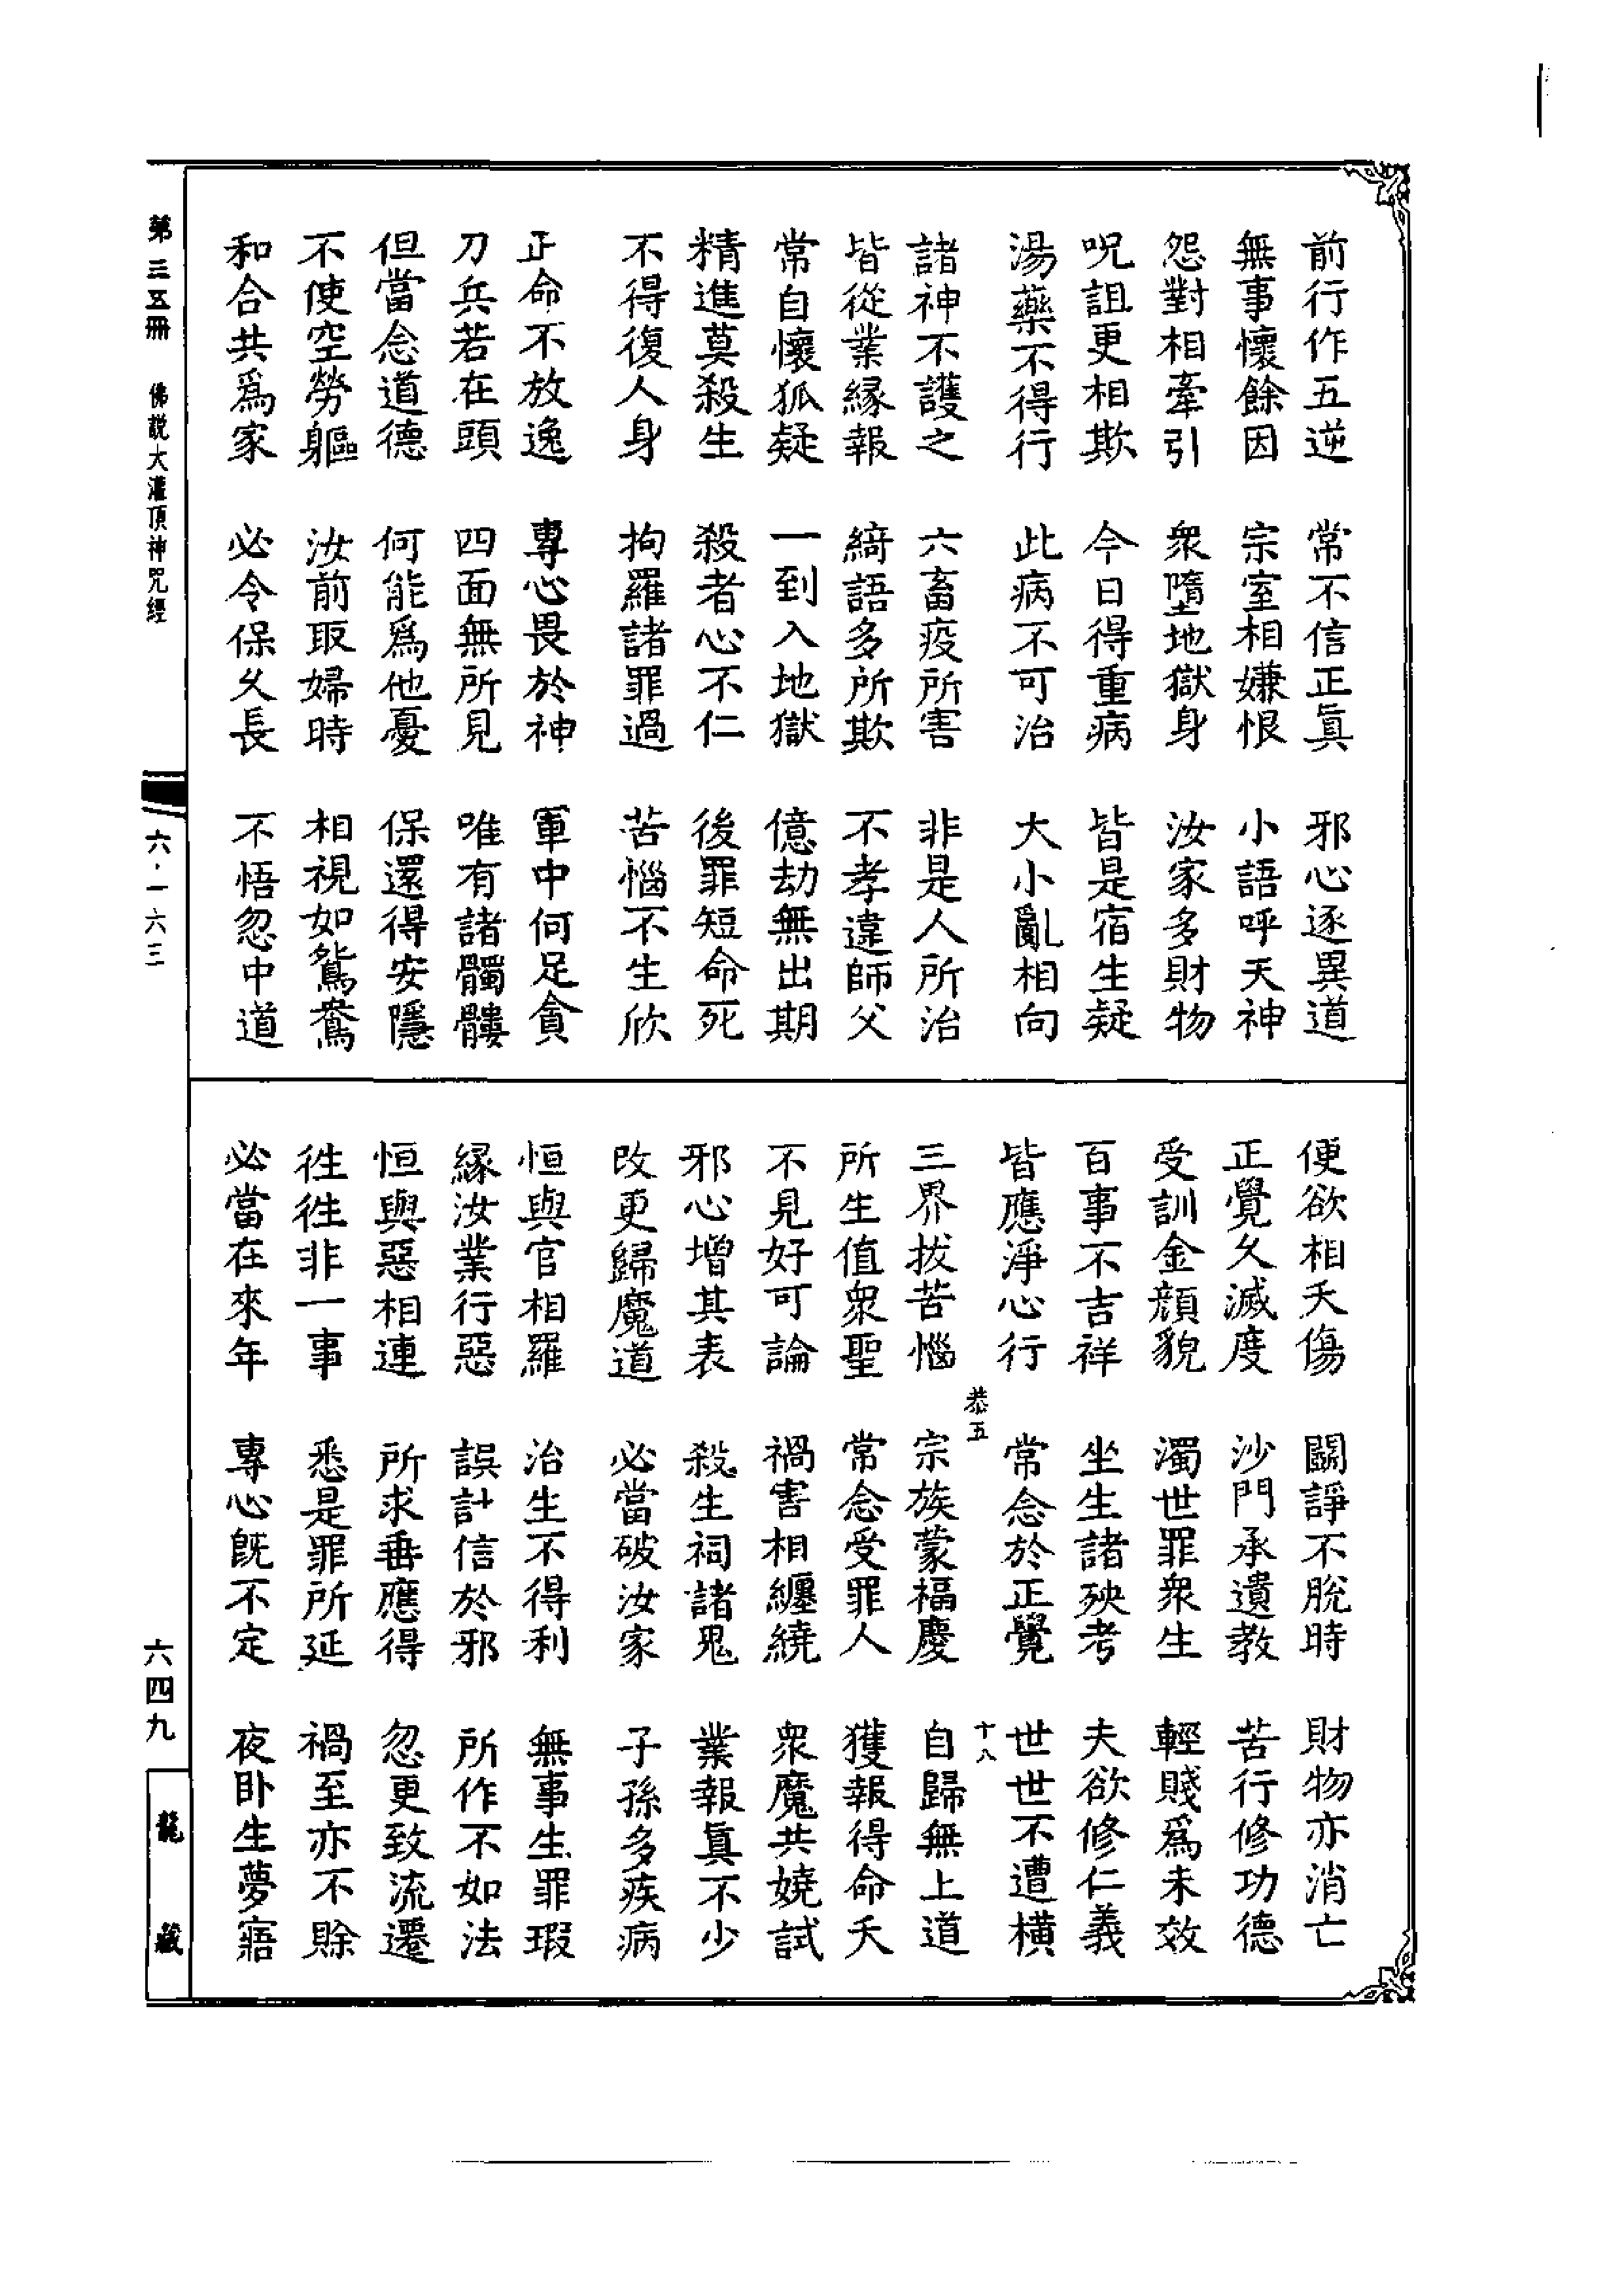 前行作五逆　常不信正眞　邪心逐異道
無事懷餘因　宗室相嫌恨　小語呼天神
怨對相牽引　衆墮地獄身　汝家多財物
呪詛更相欺　今日得重病　皆是宿生疑
湯藥不得行　此病不可治　大小亂相向
諸神不護之　六畜疫所害　非是人所治
皆從業緣報　綺語多所欺　不孝違師父
常自懷狐疑　一到入地獄　億劫無出期
精進莫殺生　殺者心不仁　後罪短命死
不得復人身　拘羅諸罪過　苦惱不生欣
正命不放逸　專心畏於神　軍中何足貪
刀兵若在頭　四面無所見　唯有諸髑髏
但當念道德　何能爲他憂　保還得安隱
不使空勞軀　汝前取婦時　相視如鴛鴦
和合共爲家　必令保久長　不悟忽中道
便欲相夭傷　鬬諍不脫時　財物亦消亡
正覺久滅度　沙門承遺教　苦行修功德
受訓金顏貌　濁世罪衆生　輕賤爲未效
百事不吉祥　坐生諸殃考　夫欲修仁義
皆應淨心行　常念於正覺　世世不遭橫
恭五　十八
三界拔苦惱　宗族蒙福慶　自歸無上道
所生值衆聖　常念受罪人　獲報得命夭
不見好可論　禍害相纏繞　衆魔共嬈試
邪心增其表　殺生祠諸鬼　業報眞不少
改更歸魔道　必當破汝家　子孫多疾病
恒與官相羅　治生不得利　無事生罪瑕
緣汝業行惡　誤計信於邪　所作不如法
恒與惡相連　所求垂應得　忽更致流遷
徃徃非一事　悉是罪所延　禍至亦不賖
必當在來年　專心旣不定　夜卧生夢寤
第三五冊　佛說大灌頂神咒經
六·一六三
六四九
龍藏